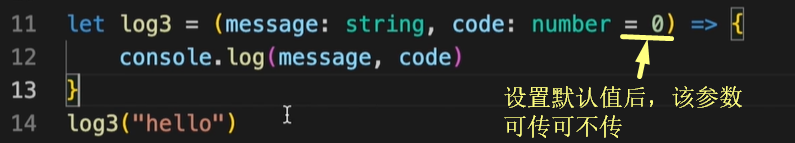 11 let log3 = (message: string, code: number = 0) => {
12 console.log(message, code)
13 }
14 log3("hello")
设置默认值后，该参数
可传可不传